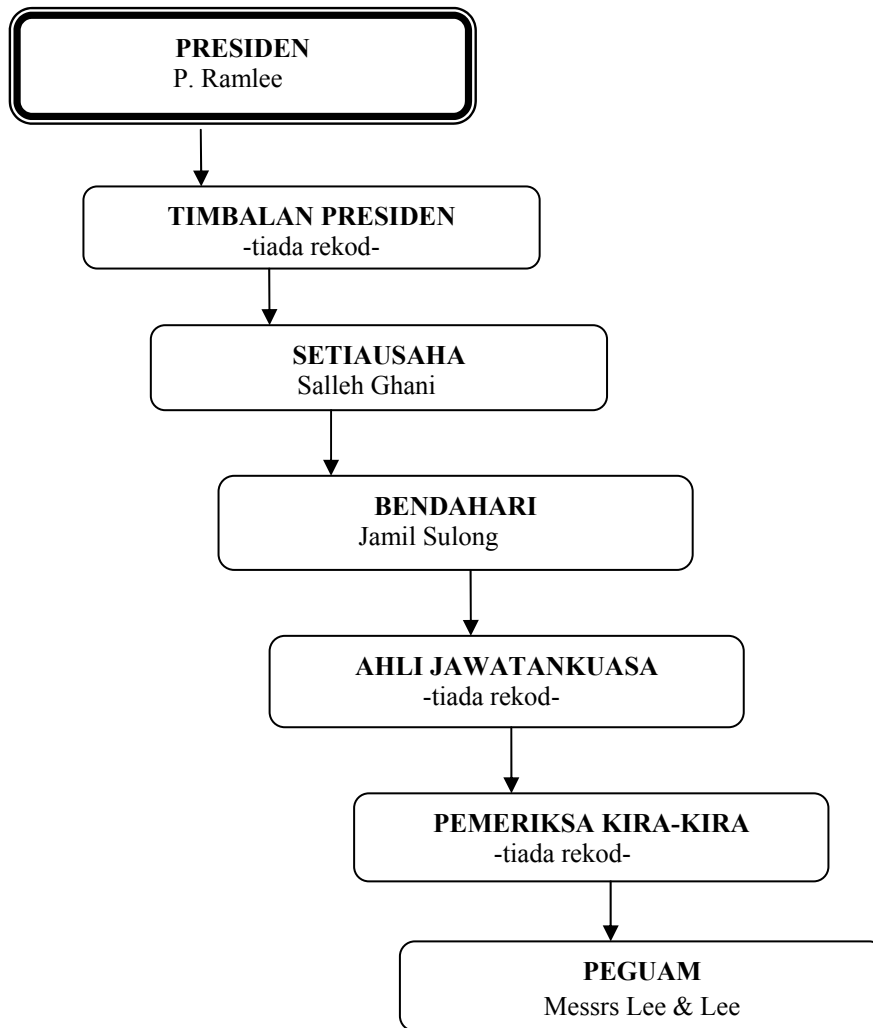 PRESIDEN
P. Ramlee
TIMBALAN PRESIDEN
-tiada rekod-
SETIAUSAHA
Salleh Ghani
BENDAHARI
Jamil Sulong
AHLI JAWATANKUASA
-tiada rekod-
PEMERIKSA KIRA-KIRA
-tiada rekod-
PEGUAM
Messrs Lee & Lee